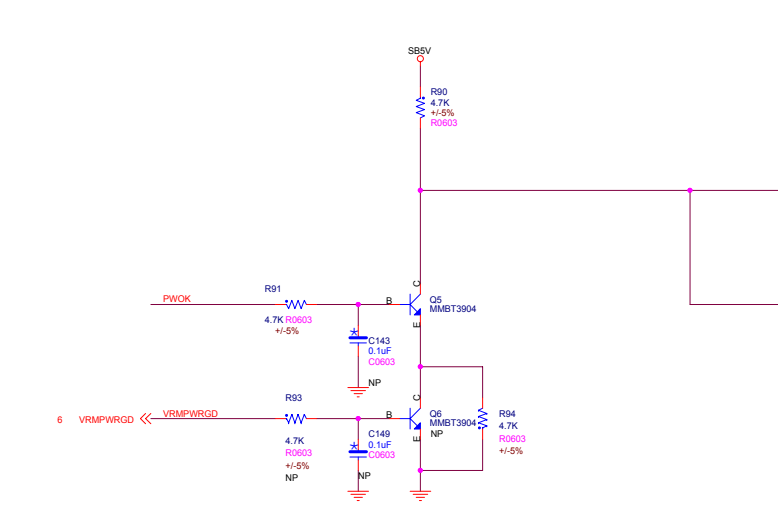 SB5V
R90
4.7K
+/-5%
R0603
C
R91
PWOK
B
Q5
MMBT3904
4.7K R0603
+/-5%
E
C143
0.1uF
C0603
NP
R93
C
6 VRMPWRGD
VRMPWRGD
B
Q6
MMBT3904
NP
R94
4.7K
R0603
+/-5%
E
4.7K
R0603
+/-5%
NP
C149
0.1uF
C0603
NP